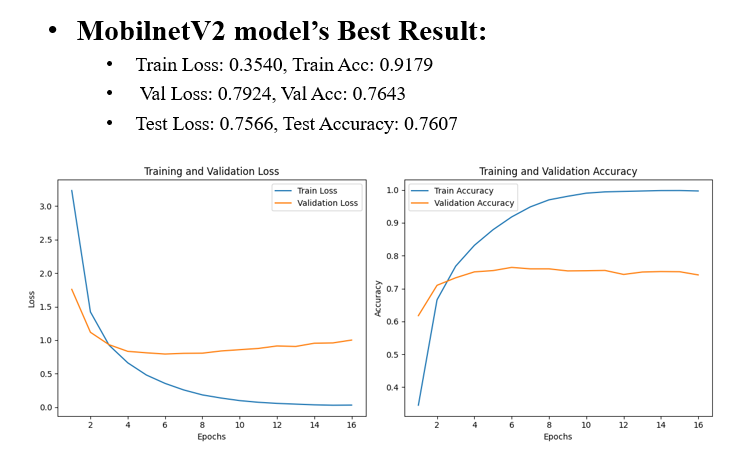 • MobilnetV2 model’s Best Result:
• Train Loss: 0.3540, Train Acc: 0.9179
• Val Loss: 0.7924, Val Acc: 0.7643
• Test Loss: 0.7566, Test Accuracy: 0.7607
Training and Validation Loss
Train Loss
Validation Loss
3.0
2.5
2.0
1.5
1.0
0.5
0.0
Loss
2 4 6 8 10 12 14 16
Epochs
Training and Validation Accuracy
Train Accuracy
Validation Accuracy
1.0
0.9
0.8
0.7
0.6
0.5
0.4
Accuracy
2 4 6 8 10 12 14 16
Epochs